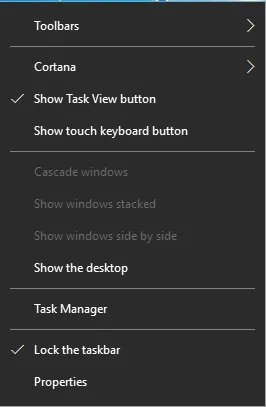 Toolbars
Cortana
Show Task View button
Show touch keyboard button
Cascade windows
Show windows stacked
Show windows side by side
Show the desktop
Task Manager
Lock the taskbar
Properties